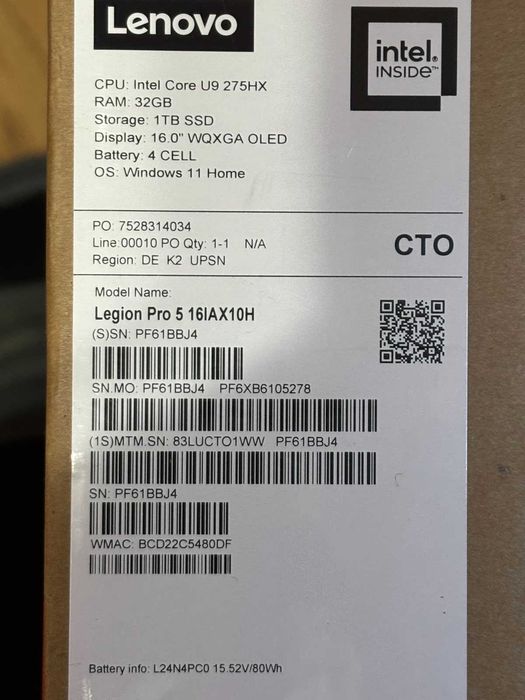 Lenovo
intel.
INSIDE™
CPU: Intel Core U9 275HX
RAM: 32GB
Storage: 1TB SSD
Display: 16.0" WQXGA OLED
Battery: 4 CELL
OS: Windows 11 Home
PO: 7528314034
Line:00010 PO Qty: 1-1 N/A
Region: DE K2 UPSN
CTO
Model Name:
Legion Pro 5 16IAX10H
(S)SN: PF61BBJ4
SN.MO: PF61BBJ4 PF6XB6105278
(1S)MTM.SN: 83LUCTO1WW PF61BBJ4
SN: PF61BBJ4
WMAC: BCD22C5480DF
Battery info: L24N4PC0 15.52V/80Wh